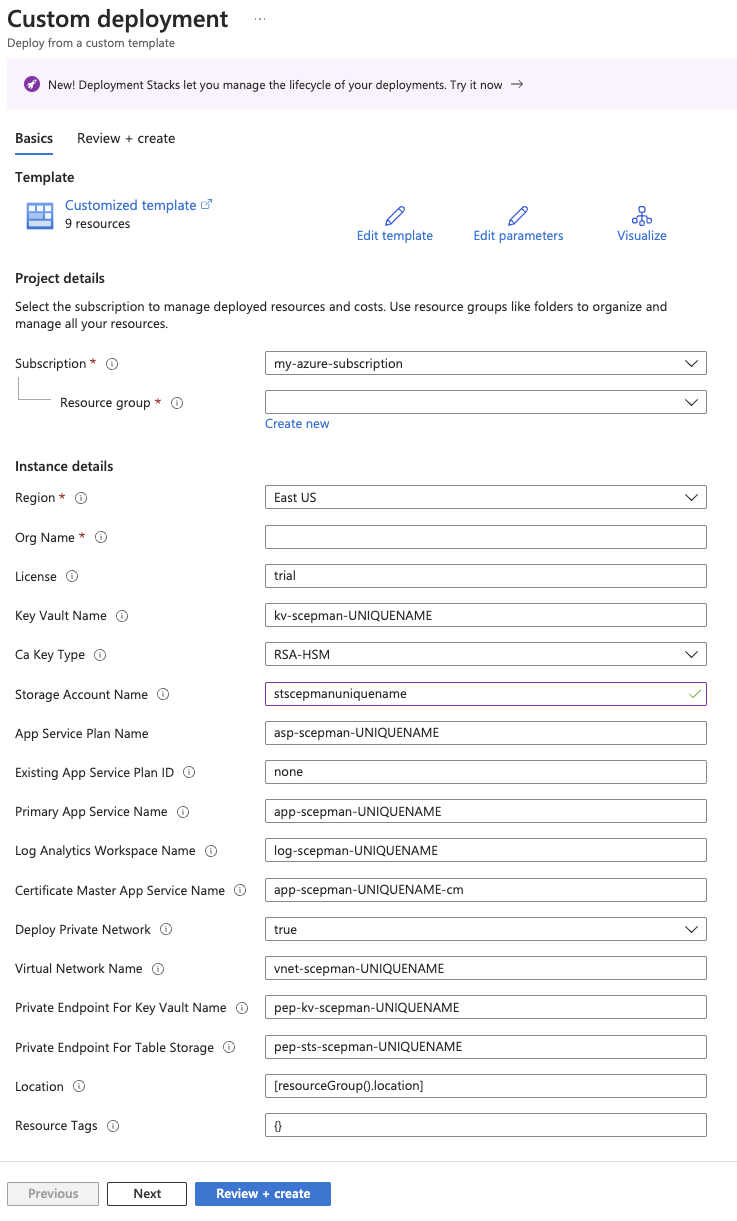 Custom deployment ...
Deploy from a custom template
New! Deployment Stacks let you manage the lifecycle of your deployments. Try it now →
Basics Review + create
Template
Customized template
9 resources
Edit template Edit parameters Visualize
Project details
Select the subscription to manage deployed resources and costs. Use resource groups like folders to organize and
manage all your resources.
Subscription * my-azure-subscription
Resource group *
Create new
Instance details
Region * East US
Org Name *
License trial
Key Vault Name kv-scepman-UNIQUENAME
Ca Key Type RSA-HSM
Storage Account Name stscepmanuniquename
App Service Plan Name asp-scepman-UNIQUENAME
Existing App Service Plan ID none
Primary App Service Name app-scepman-UNIQUENAME
Log Analytics Workspace Name log-scepman-UNIQUENAME
Certificate Master App Service Name app-scepman-UNIQUENAME-cm
Deploy Private Network true
Virtual Network Name vnet-scepman-UNIQUENAME
Private Endpoint For Key Vault Name pep-kv-scepman-UNIQUENAME
Private Endpoint For Table Storage pep-sts-scepman-UNIQUENAME
Location [resourceGroup().location]
Resource Tags {}
Previous Next Review + create